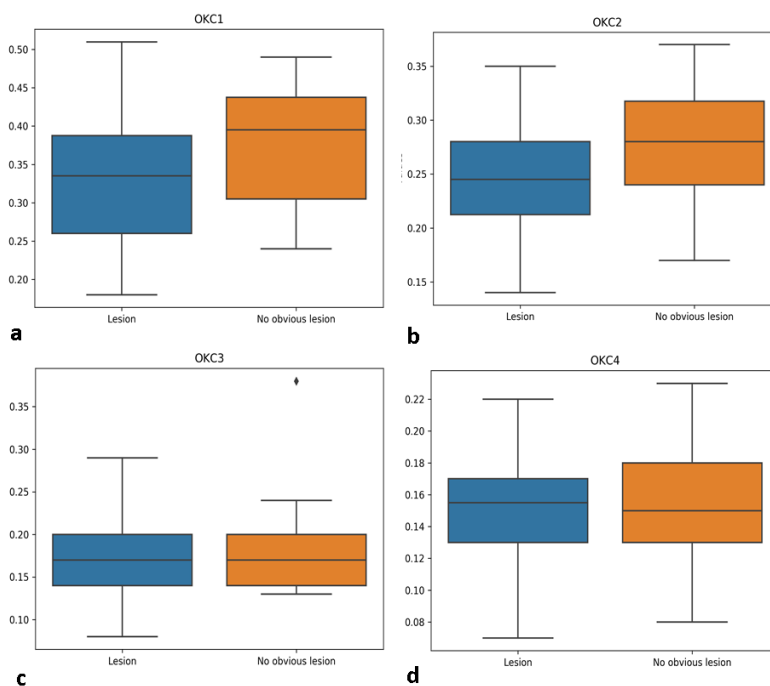 OKC1
0.50
0.45
0.40
0.35
0.30
0.25
0.20
Lesion No obvious lesion
a
OKC2
0.35
0.30
0.25
0.20
0.15
Lesion No obvious lesion
b
OKC3
0.35
0.30
0.25
0.20
0.15
0.10
Lesion No obvious lesion
c
OKC4
0.22
0.20
0.18
0.16
0.14
0.12
0.10
0.08
Lesion No obvious lesion
d